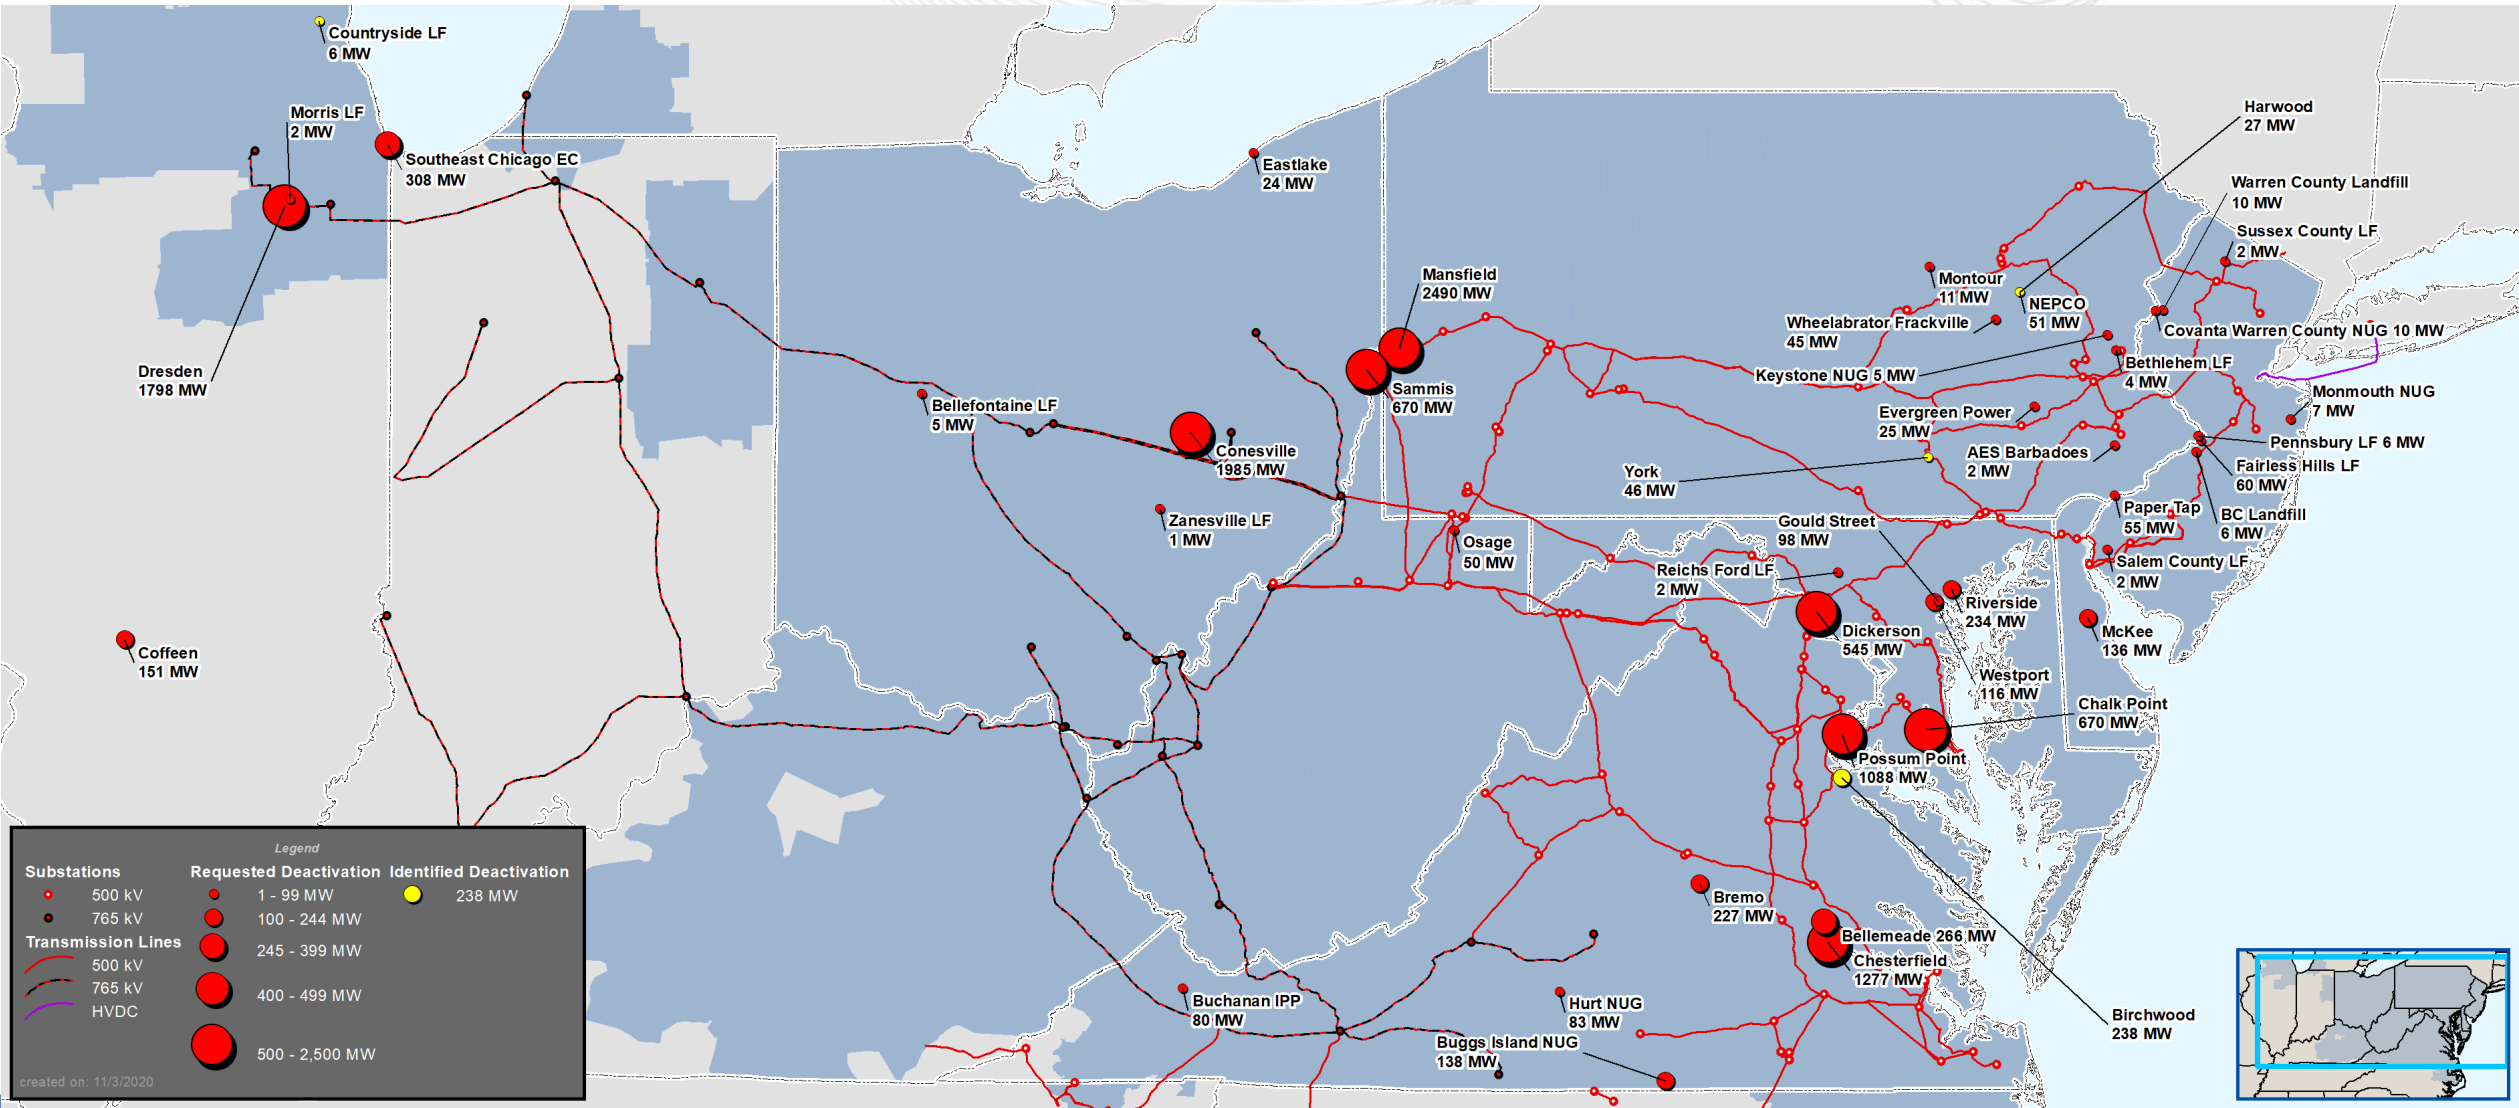 Countryside LF
6 MW
Morris LF
2 MW
Southeast Chicago EC
308 MW
Dresden
1798 MW
Coffeen
151 MW
Eastlake
24 MW
Mansfield
2490 MW
Sammis
670 MW
Bellefontaine LF
5 MW
Conesville
1985 MW
Zanesville LF
1 MW
Osage
50 MW
Harwood
27 MW
Warren County Landfill
10 MW
Sussex County LF
2 MW
Montour
11 MW
NEPCO
51 MW
Wheelabrator Frackville
45 MW
Covanta Warren County NUG 10 MW
Keystone NUG 5 MW
Bethlehem LF
4 MW
Monmouth NUG
7 MW
Evergreen Power
25 MW
Pennsbury LF 6 MW
AES Barbadoes
2 MW
Fairless Hills LF
60 MW
York
46 MW
Paper Tap
55 MW
BC Landfill
6 MW
Gould Street
98 MW
Salem County LF
2 MW
Reichs Ford LF
2 MW
Riverside
234 MW
Dickerson
545 MW
McKee
136 MW
Westport
116 MW
Chalk Point
670 MW
Possum Point
1088 MW
Bremo
227 MW
Bellemeade 266 MW
Chesterfield
1277 MW
Buchanan IPP
80 MW
Hurt NUG
83 MW
Birchwood
238 MW
Buggs Island NUG
138 MW
Legend
Substations
500 kV
765 kV
Transmission Lines
500 kV
765 kV
HVDC
Requested Deactivation
1 - 99 MW
100 - 244 MW
245 - 399 MW
400 - 499 MW
500 - 2,500 MW
Identified Deactivation
238 MW
created on: 11/3/2020